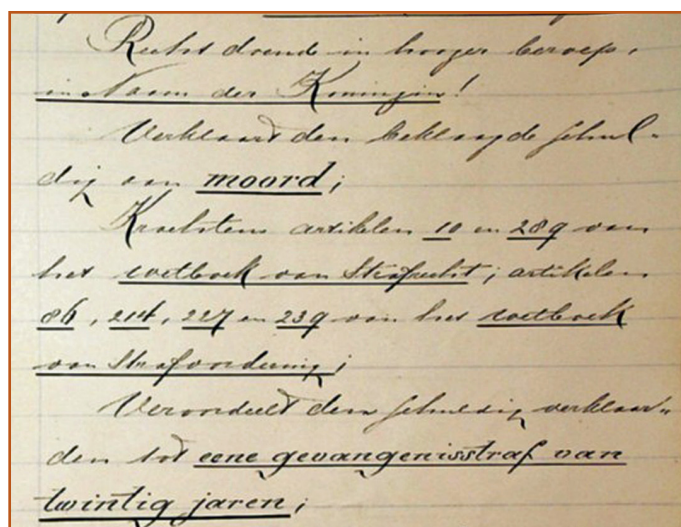 Recht doende in hooger beroep,
in Naam der Koningin!
Verklaart den beklaagde schul-
dig aan moord;
Krachtens artikelen 10 en 289 van
het wetboek van Strafrecht; artikelen
86, 214, 227 en 239 van het wetboek
van Strafvordering;
Veroordeelt den schuldig verklaar-
den tot eene gevangenisstraf van
twintig jaren;